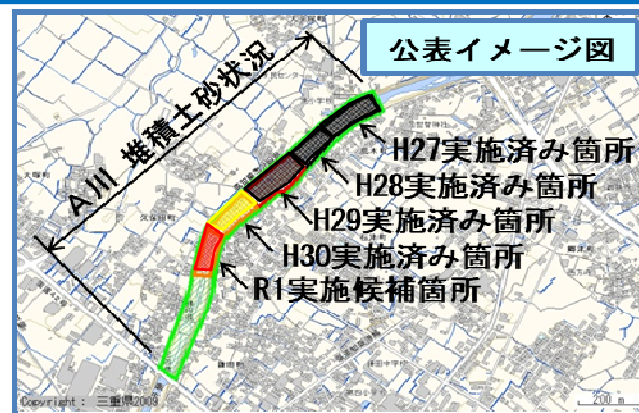 公表イメージ図
A川 堆積土砂状況
H27実施済み箇所
H28実施済み箇所
H29実施済み箇所
H30実施済み箇所
R1実施候補箇所
Copyright : 三重県2009
200 m